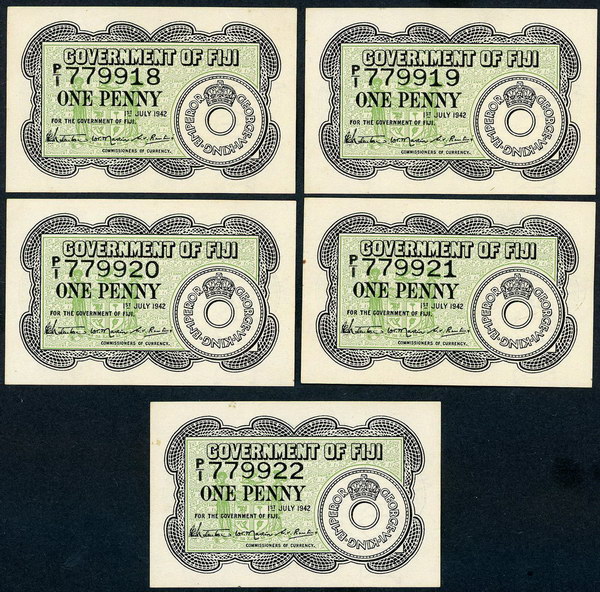 GOVERNMENT OF FIJI
P/1 779918
ONE PENNY
1ST JULY 1942
FOR THE GOVERNMENT OF FIJI.
COMMISSIONERS OF CURRENCY.
GEORGE·VI·KING·EMPEROR
GOVERNMENT OF FIJI
P/1 779919
ONE PENNY
1ST JULY 1942
FOR THE GOVERNMENT OF FIJI.
COMMISSIONERS OF CURRENCY.
GEORGE·VI·KING·EMPEROR
GOVERNMENT OF FIJI
P/1 779920
ONE PENNY
1ST JULY 1942
FOR THE GOVERNMENT OF FIJI.
COMMISSIONERS OF CURRENCY.
GEORGE·VI·KING·EMPEROR
GOVERNMENT OF FIJI
P/1 779921
ONE PENNY
1ST JULY 1942
FOR THE GOVERNMENT OF FIJI.
COMMISSIONERS OF CURRENCY.
GEORGE·VI·KING·EMPEROR
GOVERNMENT OF FIJI
P/1 779922
ONE PENNY
1ST JULY 1942
FOR THE GOVERNMENT OF FIJI.
COMMISSIONERS OF CURRENCY.
GEORGE·VI·KING·EMPEROR